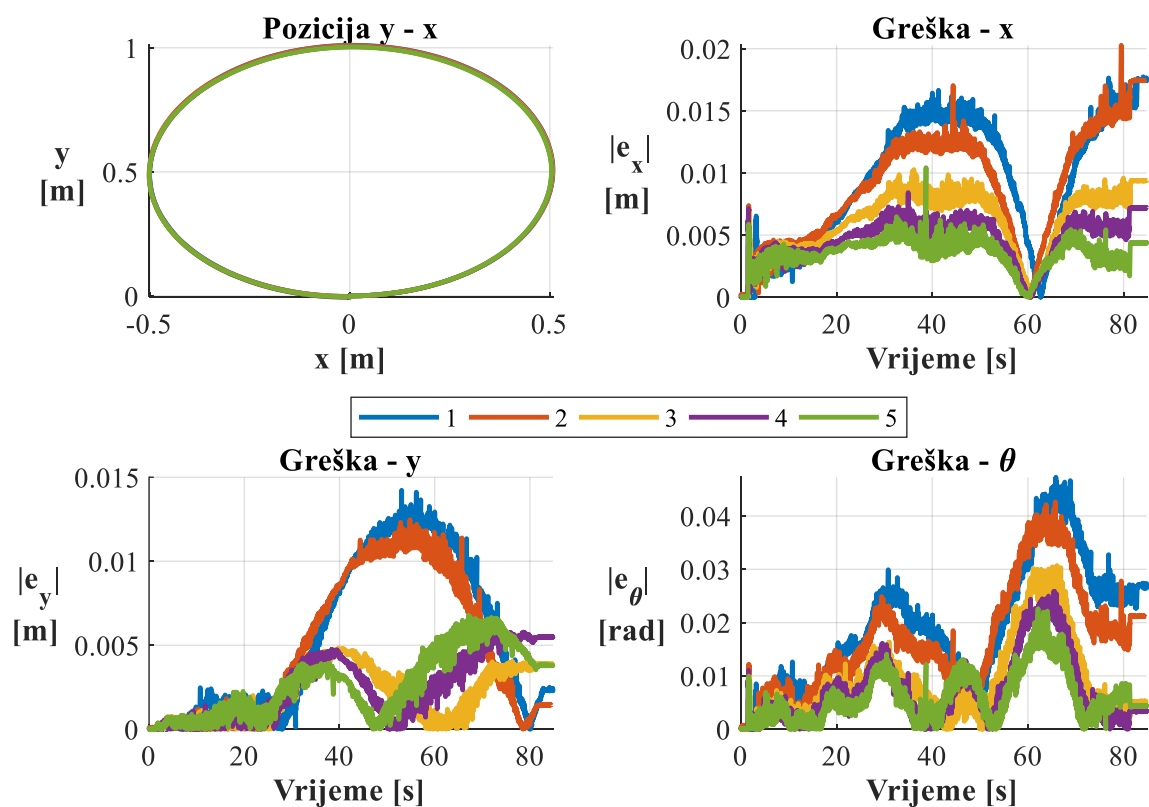 Pozicija y - x
1
0.5
0
y
[m]
-0.5
0
0.5
x [m]
Greška - x
0.02
0.015
0.01
0.005
0
|e_x|
[m]
0
20
40
60
80
Vrijeme [s]
1 2 3 4 5
Greška - y
0.015
0.01
0.005
0
|e_y|
[m]
0
20
40
60
80
Vrijeme [s]
Greška - θ
0.04
0.03
0.02
0.01
0
|e_θ|
[rad]
0
20
40
60
80
Vrijeme [s]